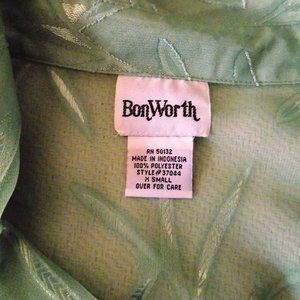 BonWorth
RN 50132
MADE IN INDONESIA
100% POLYESTER
STYLE# 37044
X SMALL
OVER FOR CARE